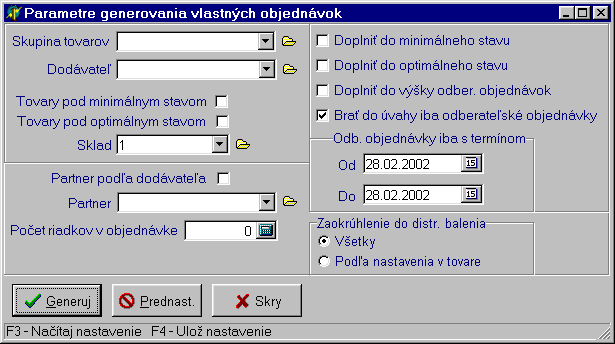 Parametre generovania vlastných objednávok
Skupina tovarov
Dodávateľ
Tovary pod minimálnym stavom
Tovary pod optimálnym stavom
Sklad 1
Partner podľa dodávateľa
Partner
Počet riadkov v objednávke 0
Doplniť do minimálneho stavu
Doplniť do optimálneho stavu
Doplniť do výšky odber. objednávok
Brať do úvahy iba odberateľské objednávky
Odb. objednávky iba s termínom
Od 28.02.2002 15
Do 28.02.2002 15
Zaokrúhlenie do distr. balenia
Všetky
Podľa nastavenia v tovare
Generuj Prednast. Skry
F3 - Načítaj nastavenie F4 - Ulož nastavenie